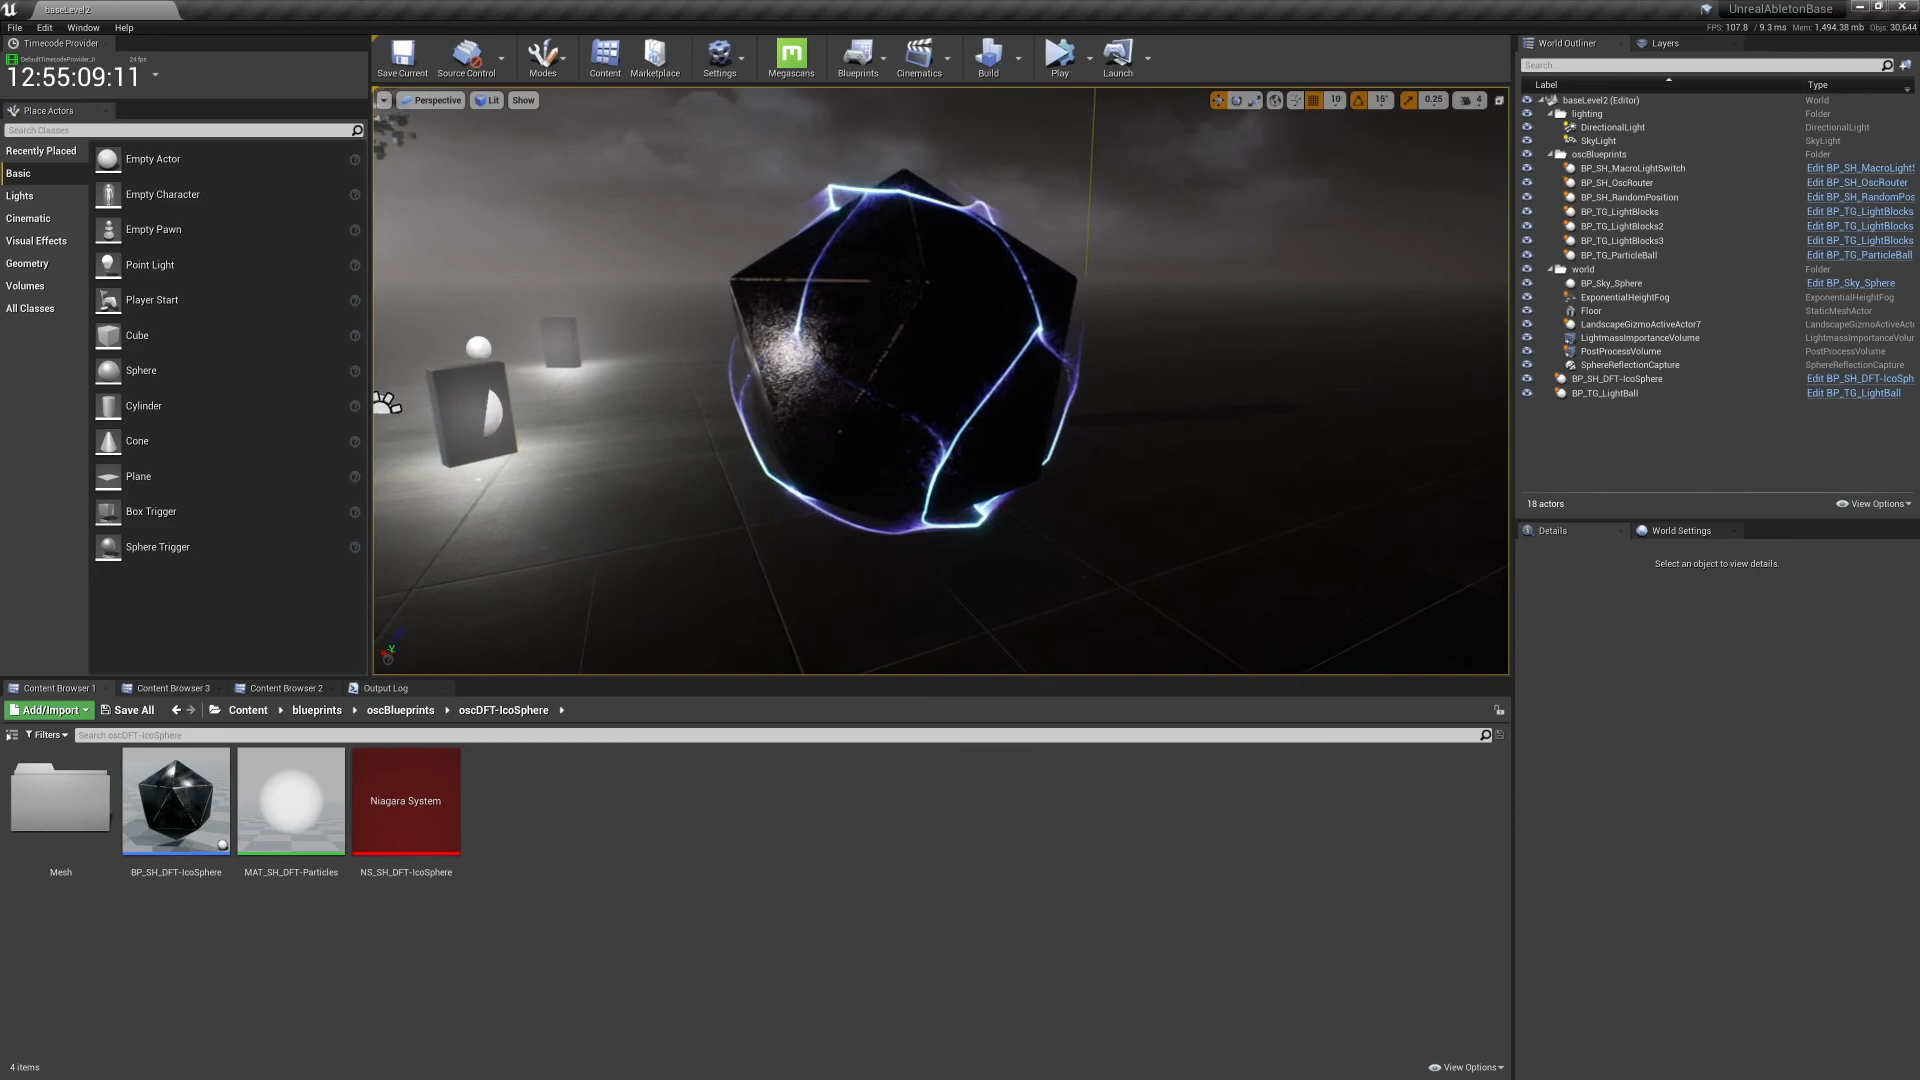 baseLevel2
UnrealAbletonBase
File Edit Window Help
FPS: 107.8 / 9.3 ms Mem: 1,494.38 mb Objs: 30,644
Timecode Provider
DefaultTimecodeProvider_0 24 fps
12:55:09:11
Save Current
Source Control
Modes
Content
Marketplace
Settings
Megascans
Blueprints
Cinematics
Build
Play
Launch
Place Actors
Search Classes
Recently Placed
Basic
Lights
Cinematic
Visual Effects
Geometry
Volumes
All Classes
Empty Actor
Empty Character
Empty Pawn
Point Light
Player Start
Cube
Sphere
Cylinder
Cone
Plane
Box Trigger
Sphere Trigger
Perspective Lit Show
10 15° 0.25 4
World Outliner Layers
Search...
Label Type
baseLevel2 (Editor) World
lighting Folder
DirectionalLight DirectionalLight
SkyLight SkyLight
oscBlueprints Folder
BP_SH_MacroLightSwitch Edit BP_SH_MacroLightS
BP_SH_OscRouter Edit BP_SH_OscRouter
BP_SH_RandomPosition Edit BP_SH_RandomPos
BP_TG_LightBlocks Edit BP_TG_LightBlocks
BP_TG_LightBlocks2 Edit BP_TG_LightBlocks
BP_TG_LightBlocks3 Edit BP_TG_LightBlocks
BP_TG_ParticleBall Edit BP_TG_ParticleBall
world Folder
BP_Sky_Sphere Edit BP_Sky_Sphere
ExponentialHeightFog ExponentialHeightFog
Floor StaticMeshActor
LandscapeGizmoActiveActor7 LandscapeGizmoActiveActo
LightmassImportanceVolume LightmassImportanceVolur
PostProcessVolume PostProcessVolume
SphereReflectionCapture SphereReflectionCapture
BP_SH_DFT-IcoSphere Edit BP_SH_DFT-IcoSph
BP_TG_LightBall Edit BP_TG_LightBall
18 actors View Options
Details World Settings
Select an object to view details.
Content Browser 1 Content Browser 3 Content Browser 2 Output Log
Add/Import Save All Content blueprints oscBlueprints oscDFT-IcoSphere
Filters Search oscDFT-IcoSphere
Niagara System
Mesh
BP_SH_DFT-IcoSphere
MAT_SH_DFT-Particles
NS_SH_DFT-IcoSphere
4 items View Options